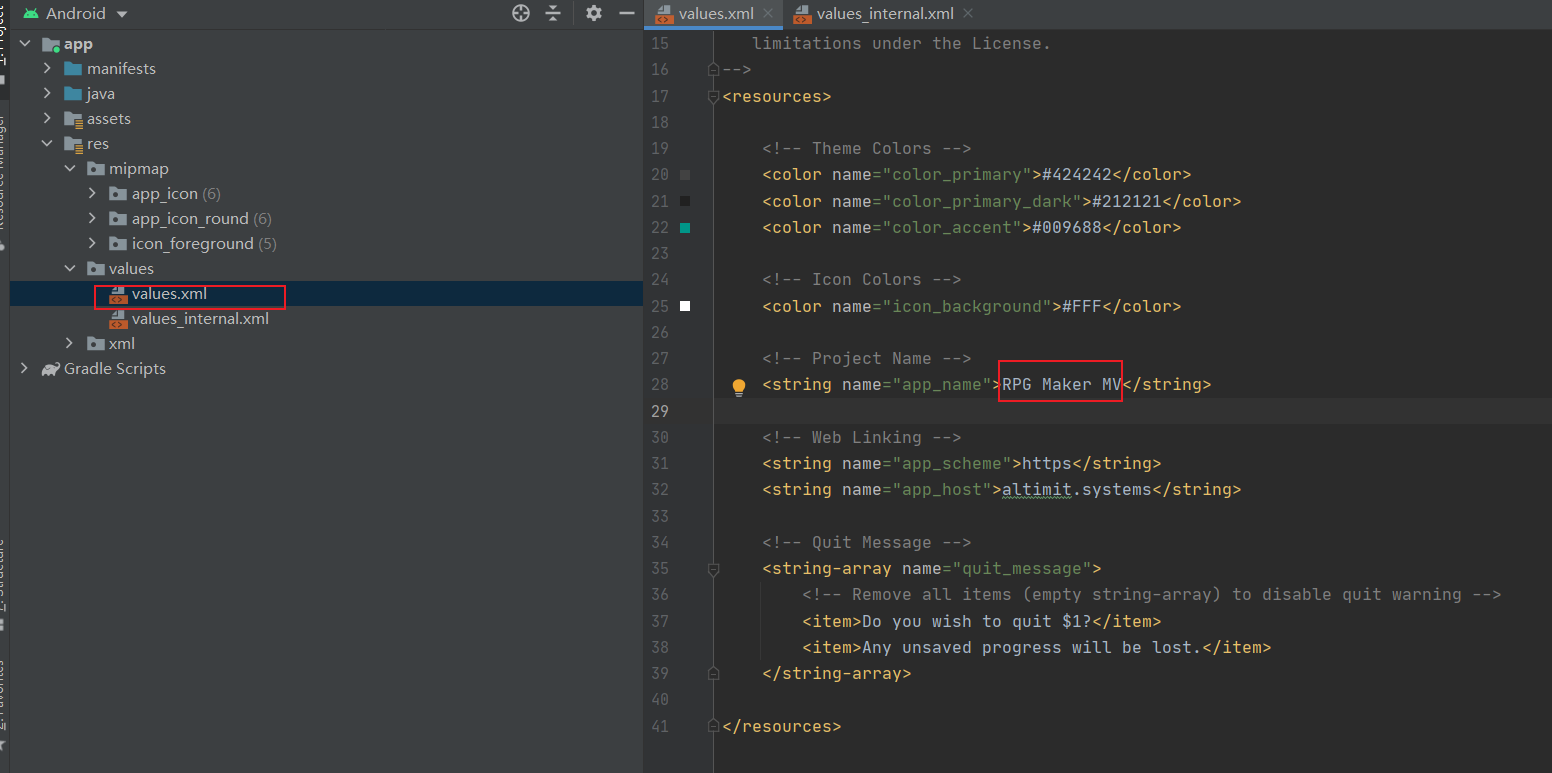 Android
app
manifests
java
assets
res
mipmap
app_icon (6)
app_icon_round (6)
icon_foreground (5)
values
values.xml
values_internal.xml
xml
Gradle Scripts
values.xml
values_internal.xml
15 limitations under the License.
16 -->
17 <resources>
18
19 <!-- Theme Colors -->
20 <color name="color_primary">#424242</color>
21 <color name="color_primary_dark">#212121</color>
22 <color name="color_accent">#009688</color>
23
24 <!-- Icon Colors -->
25 <color name="icon_background">#FFF</color>
26
27 <!-- Project Name -->
28 <string name="app_name">RPG Maker MV</string>
29
30 <!-- Web Linking -->
31 <string name="app_scheme">https</string>
32 <string name="app_host">altimit.systems</string>
33
34 <!-- Quit Message -->
35 <string-array name="quit_message">
36 <!-- Remove all items (empty string-array) to disable quit warning -->
37 <item>Do you wish to quit $1?</item>
38 <item>Any unsaved progress will be lost.</item>
39 </string-array>
40
41 </resources>